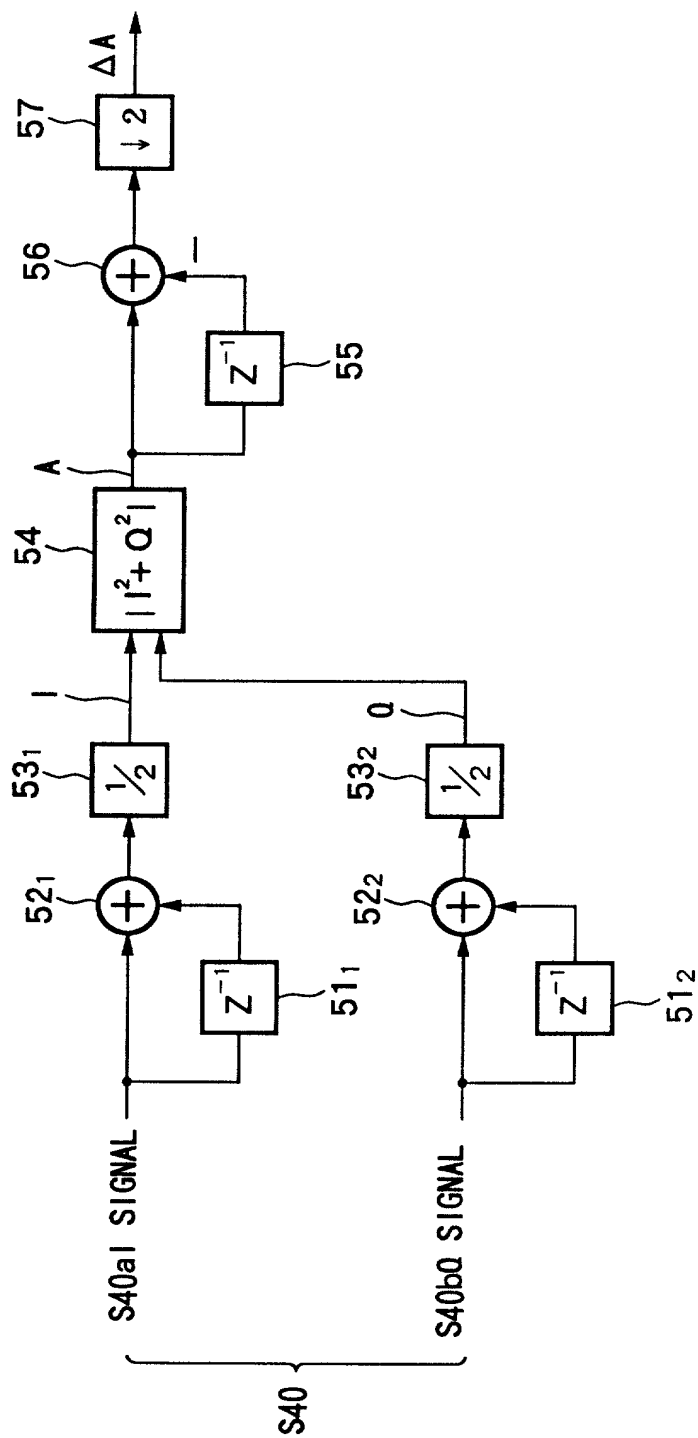 S40
S40aI SIGNAL
51₁
Z⁻¹
52₁
+
53₁
1/2
I
54
| I² + Q² |
A
55
Z⁻¹
56
+
−
57
↓ 2
ΔA
S40bQ SIGNAL
51₂
Z⁻¹
52₂
+
53₂
1/2
Q